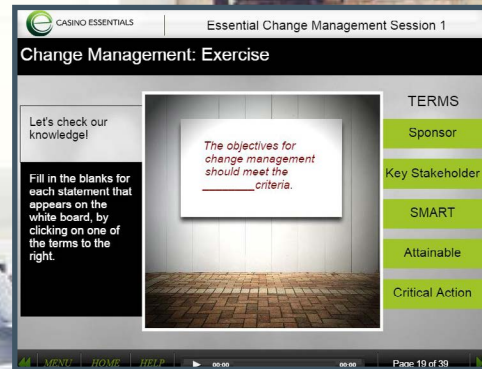 CASINO ESSENTIALS
Essential Change Management Session 1
Change Management: Exercise
Let's check our
knowledge!
Fill in the blanks for
each statement that
appears on the
white board, by
clicking on one of
the terms to the
right.
The objectives for
change management
should meet the
________criteria.
TERMS
Sponsor
Key Stakeholder
SMART
Attainable
Critical Action
MENU HOME HELP 00:00 00:00 Page 19 of 39